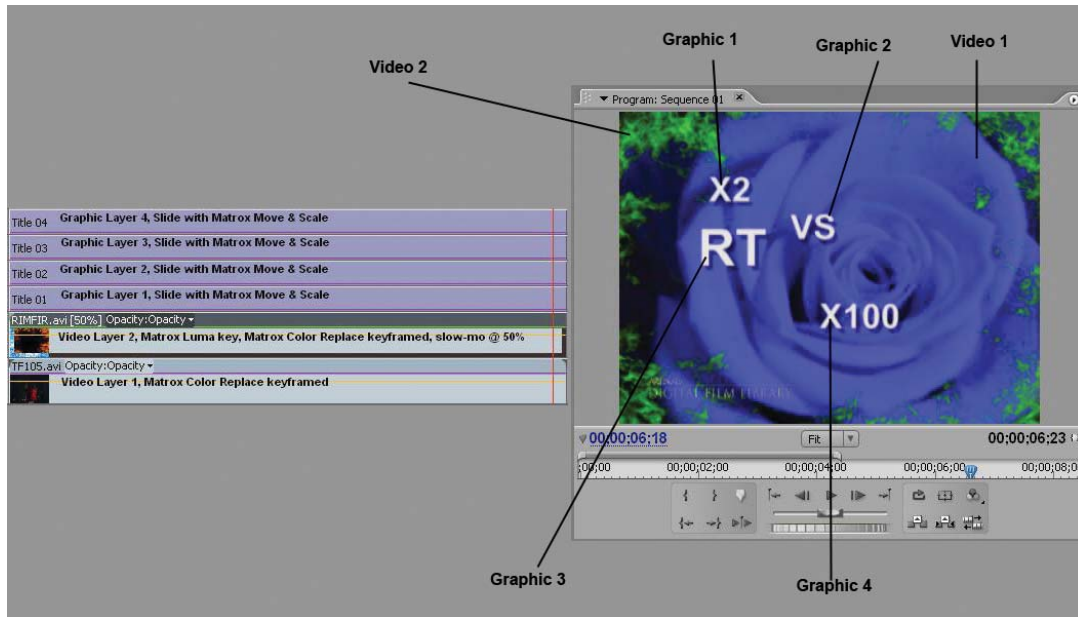 Graphic 1
Graphic 2
Video 1
Video 2
Title 04 Graphic Layer 4, Slide with Matrox Move & Scale
Title 03 Graphic Layer 3, Slide with Matrox Move & Scale
Title 02 Graphic Layer 2, Slide with Matrox Move & Scale
Title 01 Graphic Layer 1, Slide with Matrox Move & Scale
RIMFIR.avi [50%] Opacity:Opacity
Video Layer 2, Matrox Luma key, Matrox Color Replace keyframed, slow-mo @ 50%
TF105.avi Opacity:Opacity
Video Layer 1, Matrox Color Replace keyframed
Program: Sequence 01
X2
VS
RT
X100
DIGITAL FILM LIBRARY
00;00;06;18
Fit
00;00;06;23
;00;00 00;00;02;00 00;00;04;00 00;00;06;00 00;00;08;0
Graphic 3
Graphic 4